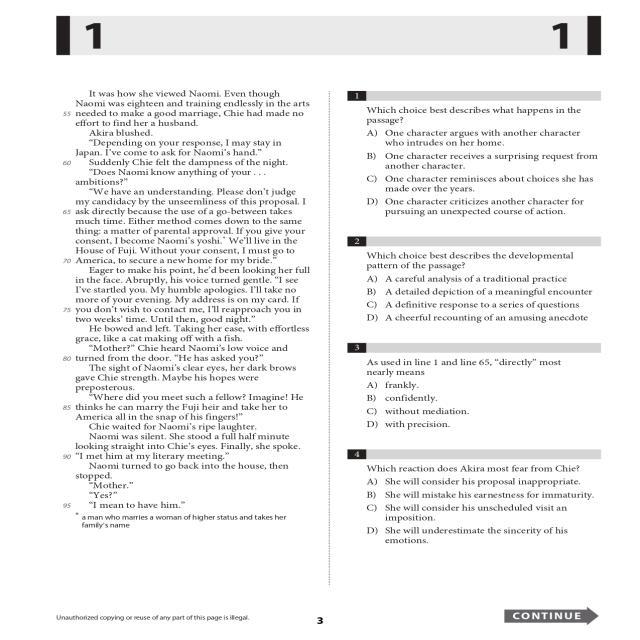 1
1
It was how she viewed Naomi. Even though
Naomi was eighteen and training endlessly in the arts
55 needed to make a good marriage, Chie had made no
effort to find her a husband.
Akira blushed.
“Depending on your response, I may stay in
Japan. I’ve come to ask for Naomi’s hand.”
60 Suddenly Chie felt the dampness of the night.
“Does Naomi know anything of your . . .
ambitions?”
“We have an understanding. Please don’t judge
my candidacy by the unseemliness of this proposal. I
65 ask directly because the use of a go-between takes
much time. Either method comes down to the same
thing: a matter of parental approval. If you give your
consent, I become Naomi’s yoshi.* We’ll live in the
House of Fuji. Without your consent, I must go to
70 America, to secure a new home for my bride.”
Eager to make his point, he’d been looking her full
in the face. Abruptly, his voice turned gentle. “I see
I’ve startled you. My humble apologies. I’ll take no
more of your evening. My address is on my card. If
75 you don’t wish to contact me, I’ll reapproach you in
two weeks’ time. Until then, good night.”
He bowed and left. Taking her ease, with effortless
grace, like a cat making off with a fish.
“Mother?” Chie heard Naomi’s low voice and
80 turned from the door. “He has asked you?”
The sight of Naomi’s clear eyes, her dark brows
gave Chie strength. Maybe his hopes were
preposterous.
“Where did you meet such a fellow? Imagine! He
85 thinks he can marry the Fuji heir and take her to
America all in the snap of his fingers!”
Chie waited for Naomi’s ripe laughter.
Naomi was silent. She stood a full half minute
looking straight into Chie’s eyes. Finally, she spoke.
90 “I met him at my literary meeting.”
Naomi turned to go back into the house, then
stopped.
“Mother.”
“Yes?”
95 “I mean to have him.”
* a man who marries a woman of higher status and takes her
family’s name
1
Which choice best describes what happens in the
passage?
A) One character argues with another character
who intrudes on her home.
B) One character receives a surprising request from
another character.
C) One character reminisces about choices she has
made over the years.
D) One character criticizes another character for
pursuing an unexpected course of action.
2
Which choice best describes the developmental
pattern of the passage?
A) A careful analysis of a traditional practice
B) A detailed depiction of a meaningful encounter
C) A definitive response to a series of questions
D) A cheerful recounting of an amusing anecdote
3
As used in line 1 and line 65, “directly” most
nearly means
A) frankly.
B) confidently.
C) without mediation.
D) with precision.
4
Which reaction does Akira most fear from Chie?
A) She will consider his proposal inappropriate.
B) She will mistake his earnestness for immaturity.
C) She will consider his unscheduled visit an
imposition.
D) She will underestimate the sincerity of his
emotions.
Unauthorized copying or reuse of any part of this page is illegal.
3
CONTINUE